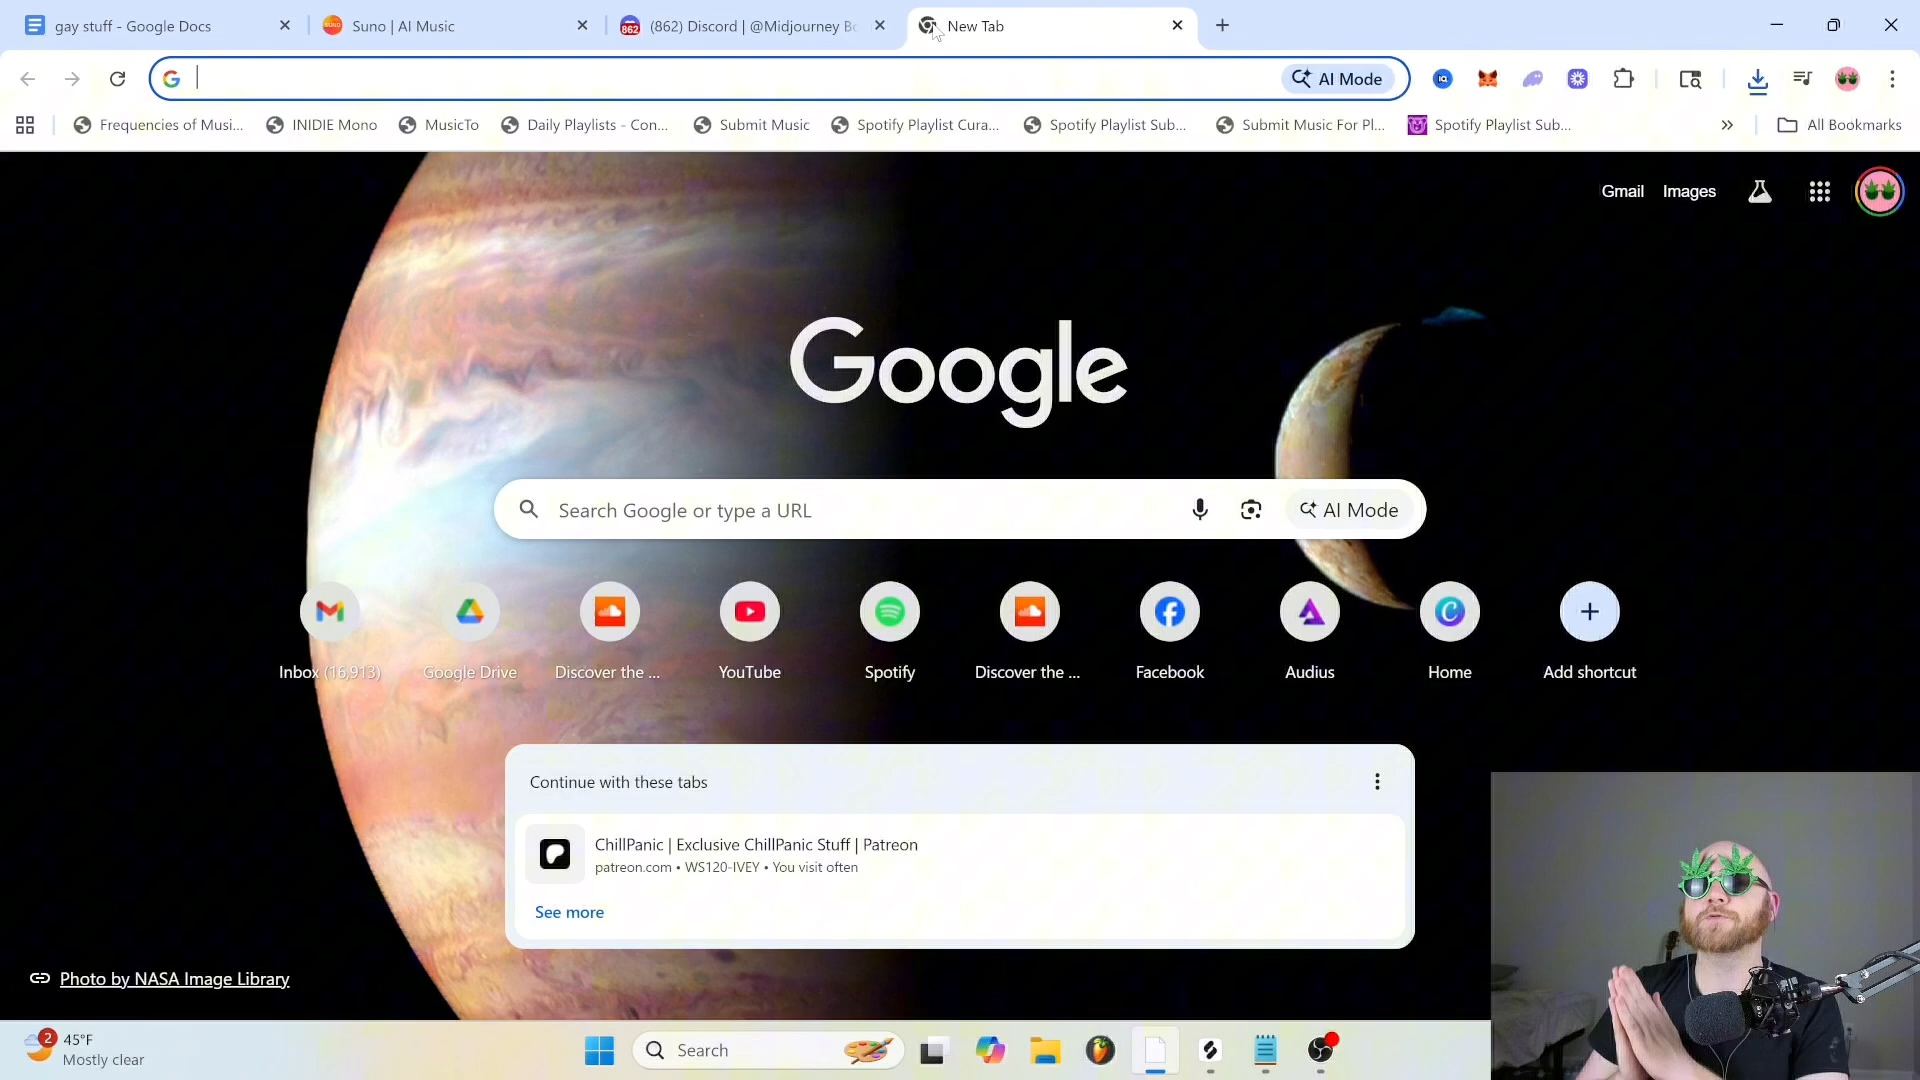 gay stuff - Google Docs
Suno | AI Music
862
(862) Discord | @Midjourney Bo
New Tab
AI Mode
Frequencies of Musi...
INIDIE Mono
MusicTo
Daily Playlists - Con...
Submit Music
Spotify Playlist Cura...
Spotify Playlist Sub...
Submit Music For Pl...
Spotify Playlist Sub...
All Bookmarks
Gmail
Images
Google
Search Google or type a URL
AI Mode
Inbox (16,913)
Google Drive
Discover the ...
YouTube
Spotify
Discover the ...
Facebook
Audius
Home
Add shortcut
Continue with these tabs
ChillPanic | Exclusive ChillPanic Stuff | Patreon
patreon.com • WS120-IVEY • You visit often
See more
Photo by NASA Image Library
2
45°F
Mostly clear
Search